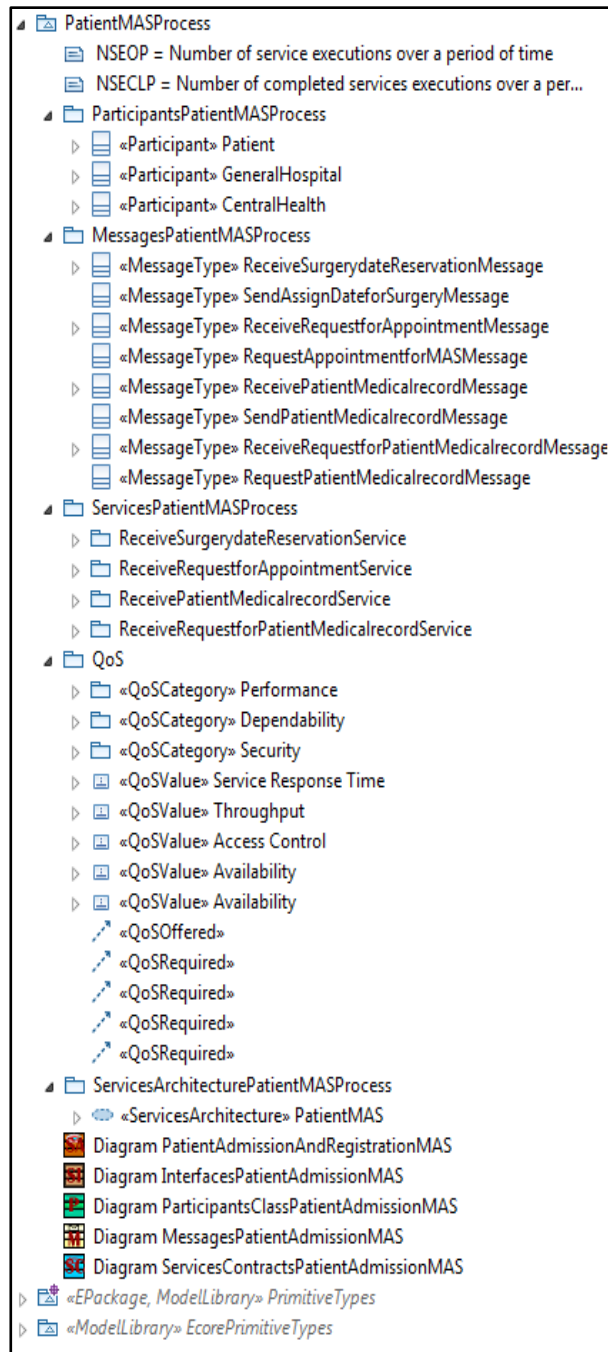 PatientMASProcess
NSEOP = Number of service executions over a period of time
NSECLP = Number of completed services executions over a per...
ParticipantsPatientMASProcess
«Participant» Patient
«Participant» GeneralHospital
«Participant» CentralHealth
MessagesPatientMASProcess
«MessageType» ReceiveSurgerydateReservationMessage
«MessageType» SendAssignDateforSurgeryMessage
«MessageType» ReceiveRequestforAppointmentMessage
«MessageType» RequestAppointmentforMASMessage
«MessageType» ReceivePatientMedicalrecordMessage
«MessageType» SendPatientMedicalrecordMessage
«MessageType» ReceiveRequestforPatientMedicalrecordMessage
«MessageType» RequestPatientMedicalrecordMessage
ServicesPatientMASProcess
ReceiveSurgerydateReservationService
ReceiveRequestforAppointmentService
ReceivePatientMedicalrecordService
ReceiveRequestforPatientMedicalrecordService
QoS
«QoSCategory» Performance
«QoSCategory» Dependability
«QoSCategory» Security
«QoSValue» Service Response Time
«QoSValue» Throughput
«QoSValue» Access Control
«QoSValue» Availability
«QoSValue» Availability
«QoSOffered»
«QoSRequired»
«QoSRequired»
«QoSRequired»
«QoSRequired»
ServicesArchitecturePatientMASProcess
«ServicesArchitecture» PatientMAS
SA Diagram PatientAdmissionAndRegistrationMAS
SI Diagram InterfacesPatientAdmissionMAS
P Diagram ParticipantsClassPatientAdmissionMAS
M Diagram MessagesPatientAdmissionMAS
SC Diagram ServicesContractsPatientAdmissionMAS
«EPackage, ModelLibrary» PrimitiveTypes
«ModelLibrary» EcorePrimitiveTypes